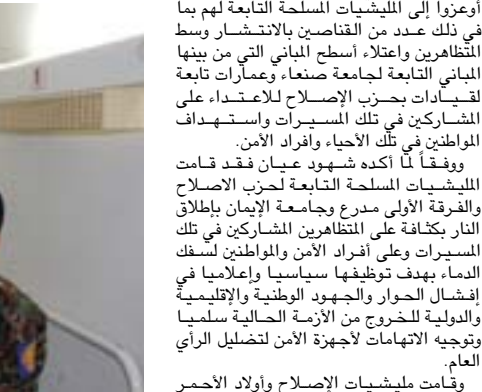 أوعزوا إلى المليشيات المسلحة التابعة لهم بما
في ذلك عدد من القناصين بالانتشار وسط
المتظاهرين واعتلاء أسطح المباني التي من بينها
المباني التابعة لجامعة صنعاء وعمارات تابعة
لقيادات بحزب الإصلاح للاعتداء على
المشاركين في تلك المسيرات واستهداف
المواطنين في تلك الأحياء وافراد الأمن.
ووفقاً لما أكده شهود عيان فقد قامت
المليشيات المسلحة التابعة لحزب الاصلاح
والفرقة الأولى مدرع وجامعة الإيمان بإطلاق
النار بكثافة على المتظاهرين المشاركين في تلك
المسيرات وعلى أفراد الأمن والمواطنين لسفك
الدماء بهدف توظيفها سياسيا وإعلاميا في
إفشال الحوار والجهود الوطنية والإقليمية
والدولية للخروج من الأزمة الحالية سلميا
وتوجيه الاتهامات لأجهزة الأمن لتضليل الرأي
العام.
وقامت مليشيات الإصلاح وأولاد الأحمر